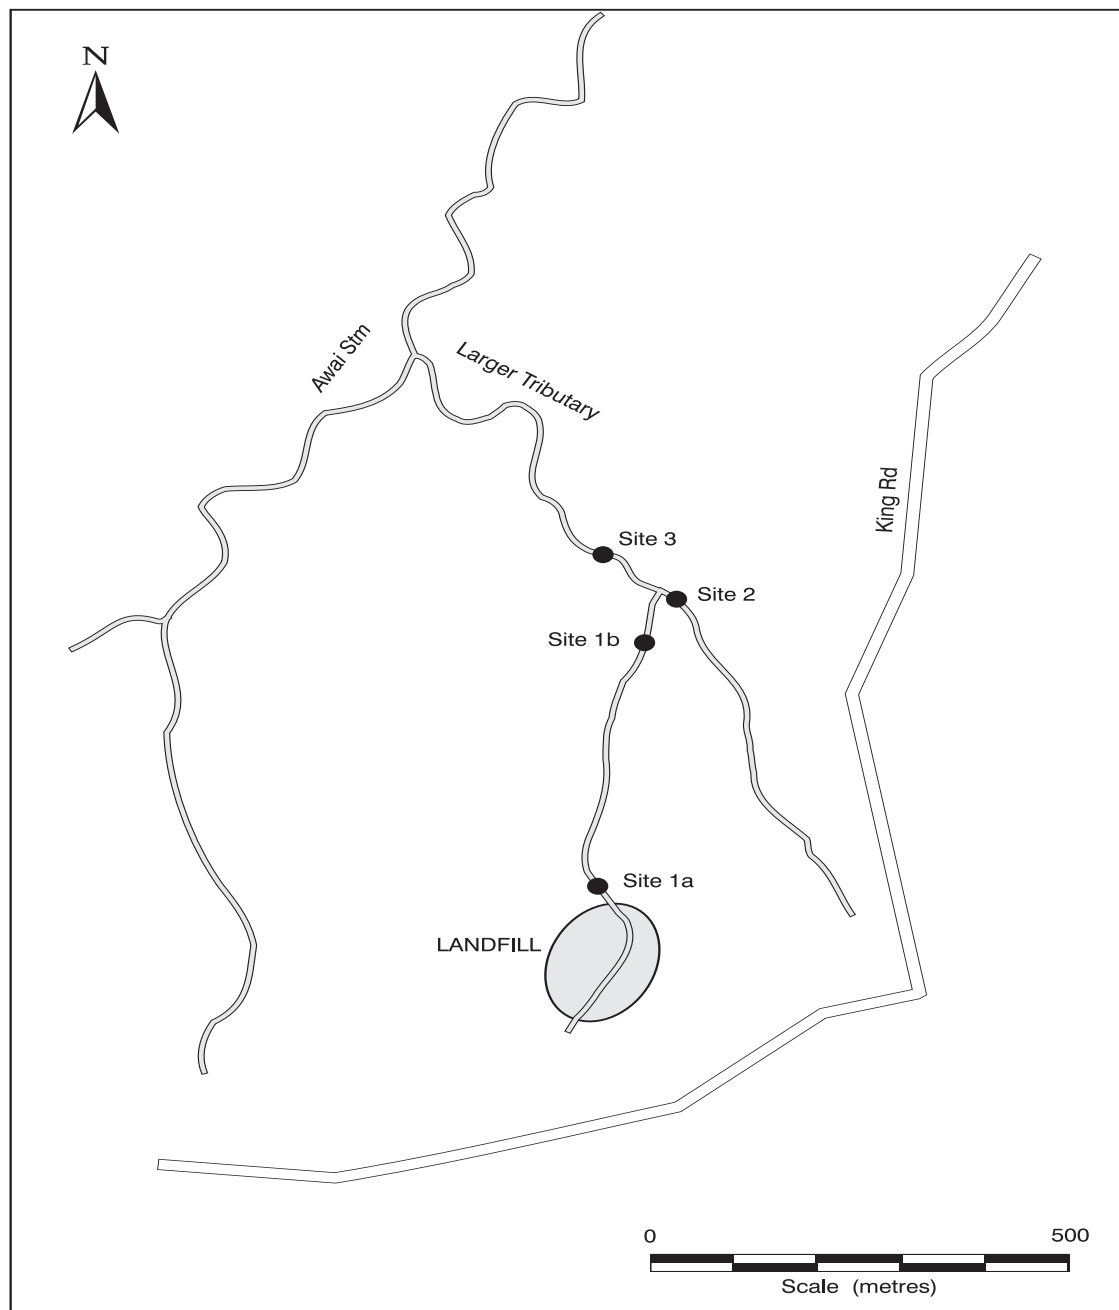 N
Awai Stm
Larger Tributary
King Rd
Site 3
Site 2
Site 1b
Site 1a
LANDFILL
0 500
Scale (metres)